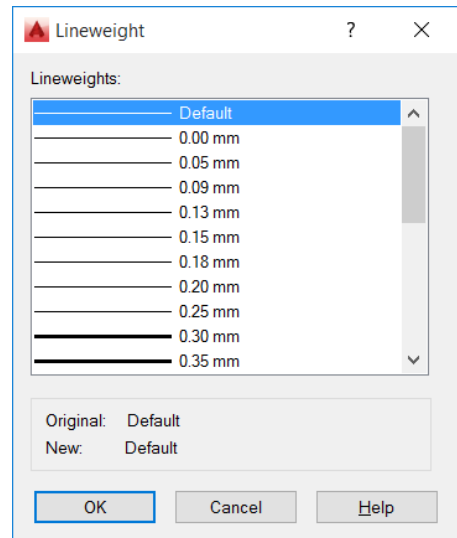 Lineweight ? ×
Lineweights:
Default
0.00 mm
0.05 mm
0.09 mm
0.13 mm
0.15 mm
0.18 mm
0.20 mm
0.25 mm
0.30 mm
0.35 mm
Original: Default
New: Default
OK Cancel Help